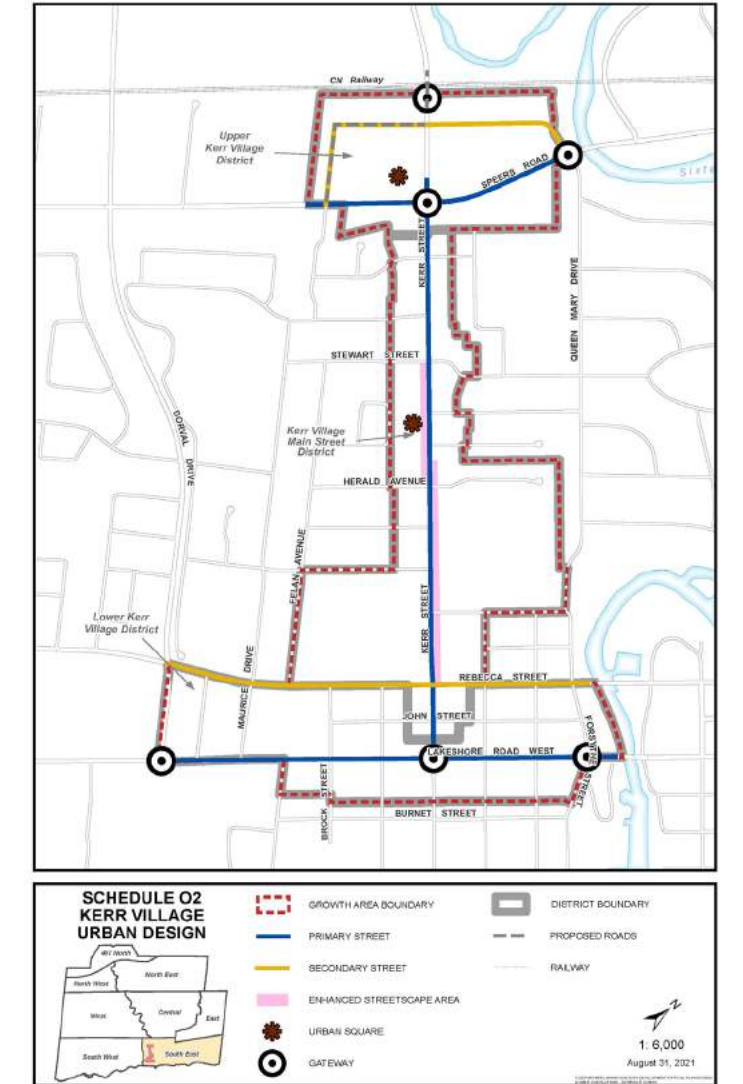 CN Railway
Upper
Kerr Village
District
SPEERS ROAD
Sixte
KERR STREET
QUEEN MARY DRIVE
STEWART STREET
DORVAL DRIVE
Kerr Village
Main Street
District
HERALD AVENUE
FELAN AVENUE
KERR STREET
Lower Kerr
Village District
MAURICE DRIVE
REBECCA STREET
JOHN STREET
FORSYTHE STREET
LAKESHORE ROAD WEST
BROCK STREET
BURNET STREET
SCHEDULE O2
KERR VILLAGE
URBAN DESIGN
401 North
North West
North East
West
Central
East
South West
South East
GROWTH AREA BOUNDARY
PRIMARY STREET
SECONDARY STREET
ENHANCED STREETSCAPE AREA
URBAN SQUARE
GATEWAY
DISTRICT BOUNDARY
PROPOSED ROADS
RAILWAY
1: 6,000
August 31, 2021